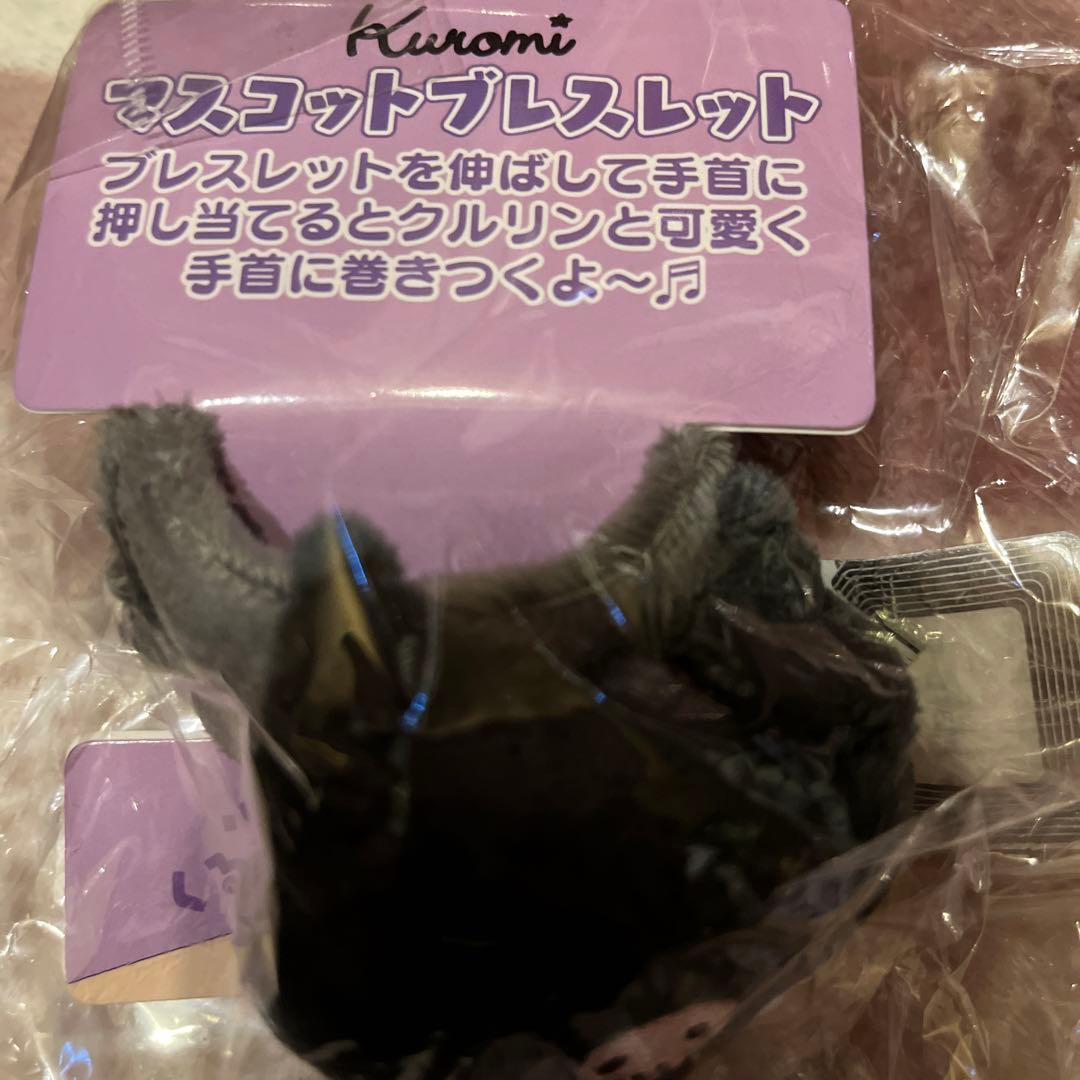 Kuromi
マスコットブレスレット
ブレスレットを伸ばして手首に
押し当てるとクルリンと可愛く
手首に巻きつくよ～♫